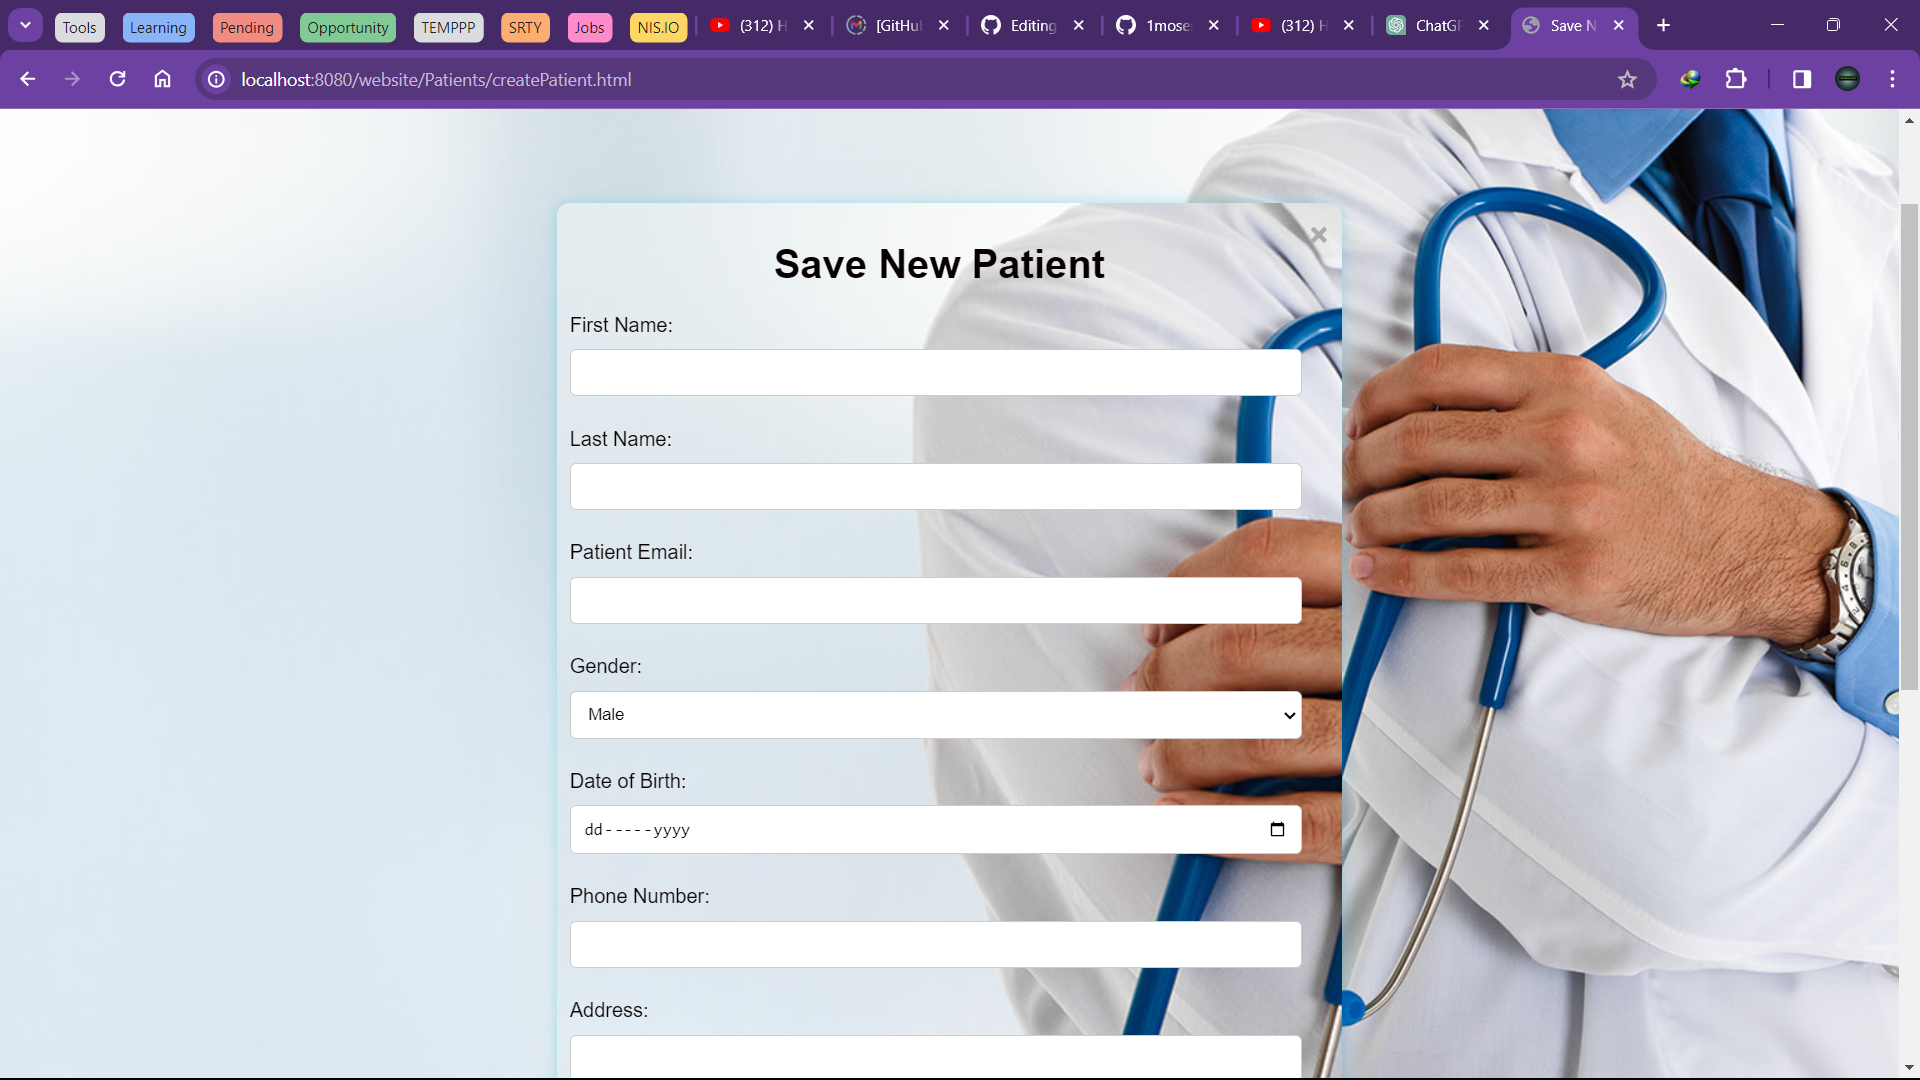 Tools Learning Pending Opportunity TEMPPP SRTY Jobs NIS.IO (312) H [GitHu Editing 1mose (312) H ChatGP Save N
localhost:8080/website/Patients/createPatient.html
Save New Patient
First Name:
Last Name:
Patient Email:
Gender:
Male
Date of Birth:
dd-----yyyy
Phone Number:
Address: